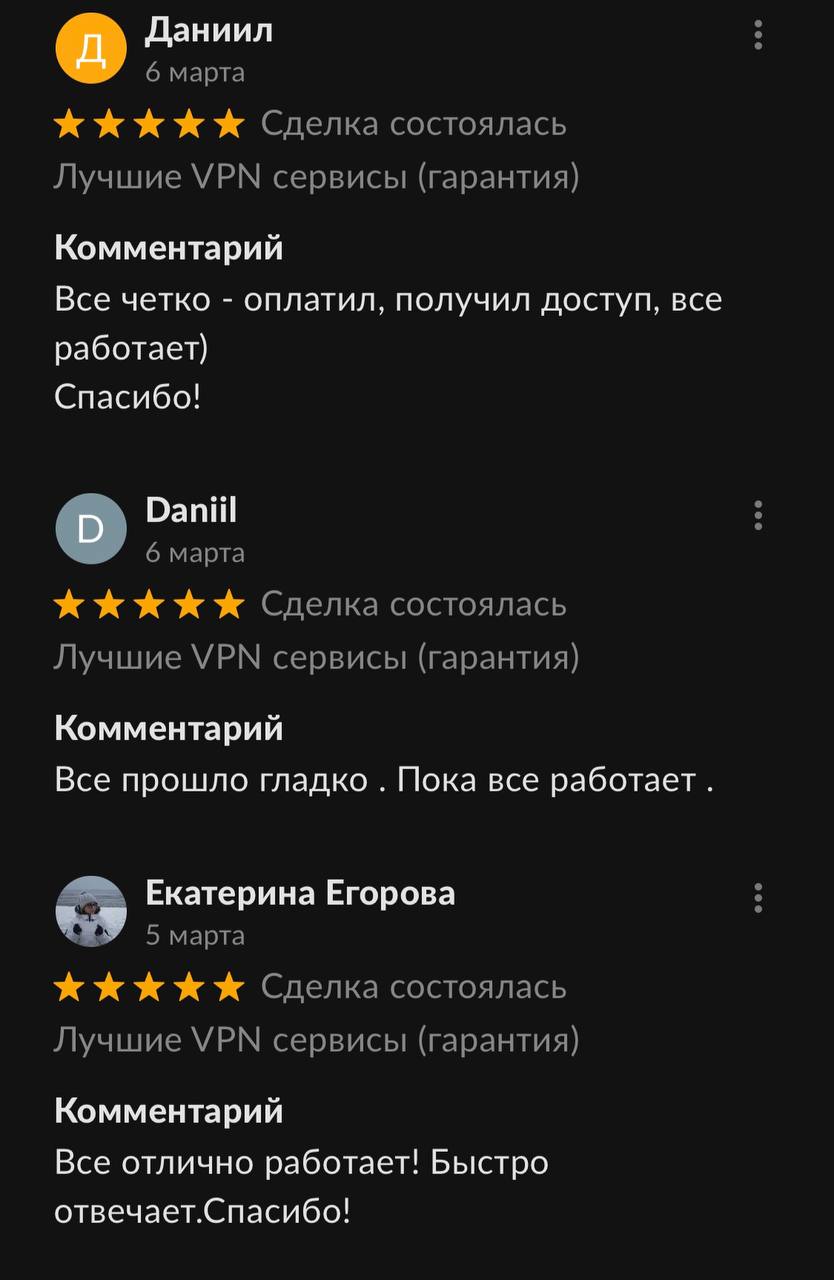 Д
Даниил
6 марта
Сделка состоялась
Лучшие VPN сервисы (гарантия)
Комментарий
Все четко - оплатил, получил доступ, все
работает)
Спасибо!
D
Daniil
6 марта
Сделка состоялась
Лучшие VPN сервисы (гарантия)
Комментарий
Все прошло гладко . Пока все работает .
Екатерина Егорова
5 марта
Сделка состоялась
Лучшие VPN сервисы (гарантия)
Комментарий
Все отлично работает! Быстро
отвечает.Спасибо!